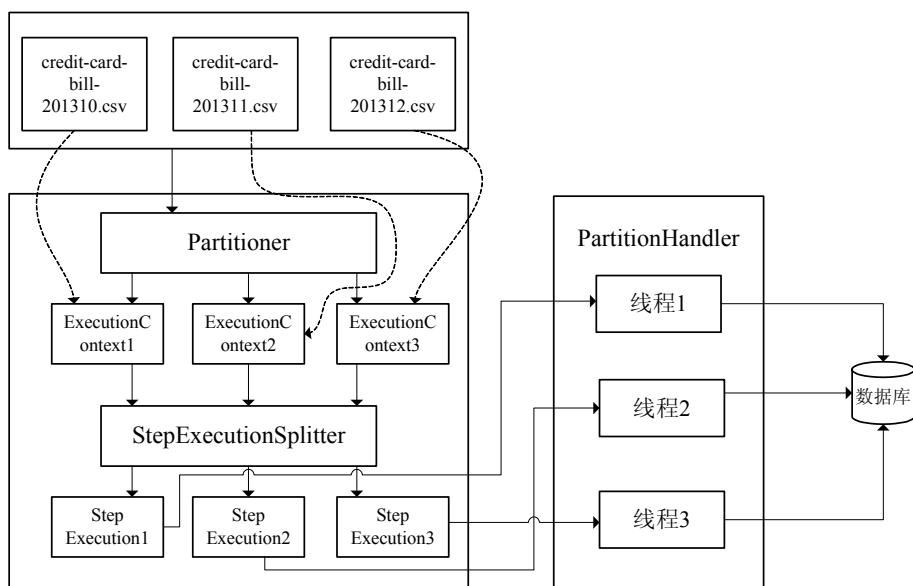 credit-card-
bill-
201310.csv
credit-card-
bill-
201311.csv
credit-card-
bill-
201312.csv
Partitioner
ExecutionC
ontext1
ExecutionC
ontext2
ExecutionC
ontext3
StepExecutionSplitter
Step
Execution1
Step
Execution2
Step
Execution3
PartitionHandler
线程1
线程2
线程3
数据库